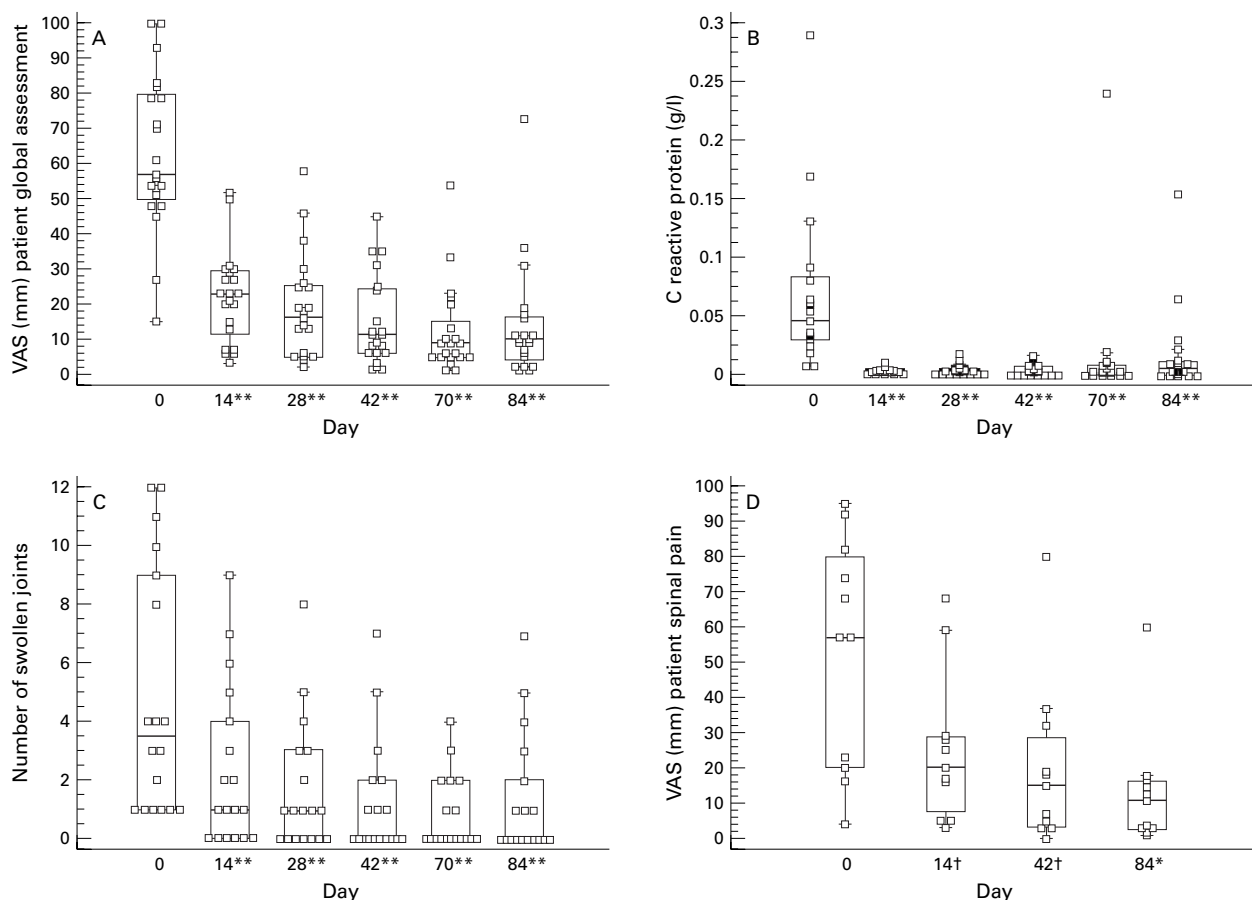 A
VAS (mm) patient global assessment
100
90
80
70
60
50
40
30
20
10
0
0 14** 28** 42** 70** 84**
Day
B
C reactive protein (g/l)
0.3
0.25
0.2
0.15
0.1
0.05
0
0 14** 28** 42** 70** 84**
Day
C
Number of swollen joints
12
10
8
6
4
2
0
0 14** 28** 42** 70** 84**
Day
D
VAS (mm) patient spinal pain
100
90
80
70
60
50
40
30
20
10
0
0 14† 42† 84*
Day